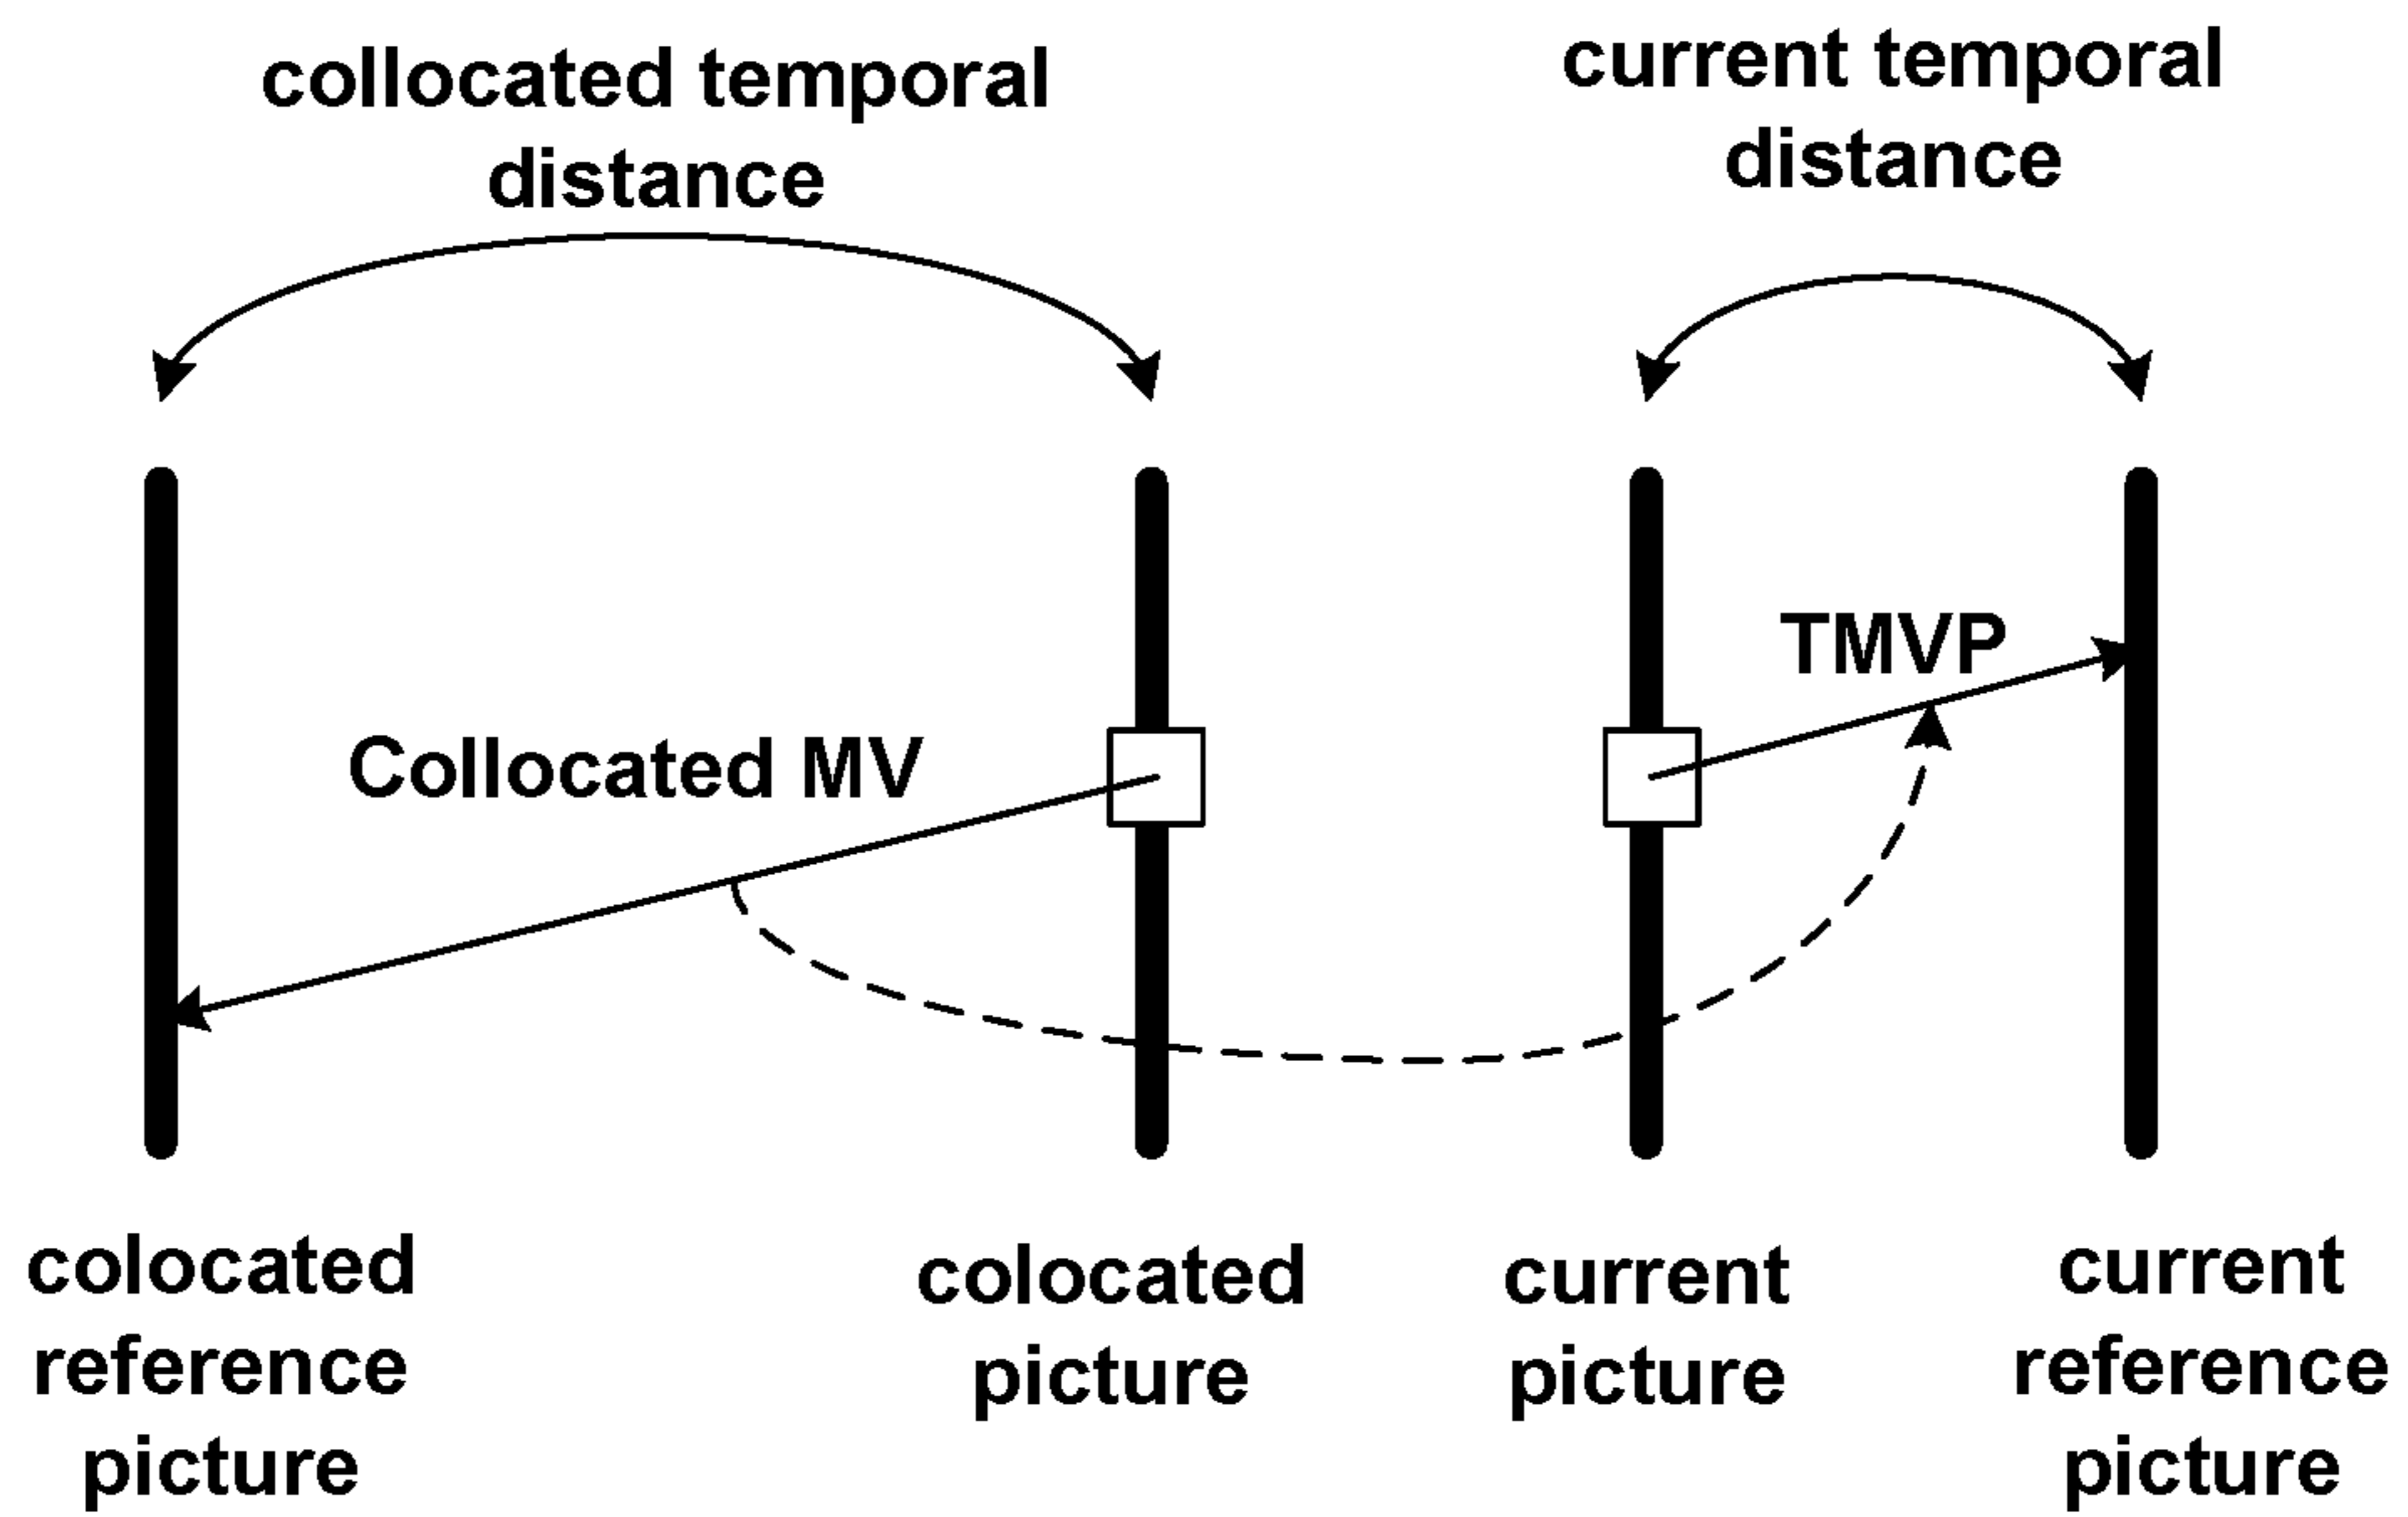 collocated temporal
distance
current temporal
distance
TMVP
Collocated MV
colocated
reference
picture
colocated
picture
current
picture
current
reference
picture